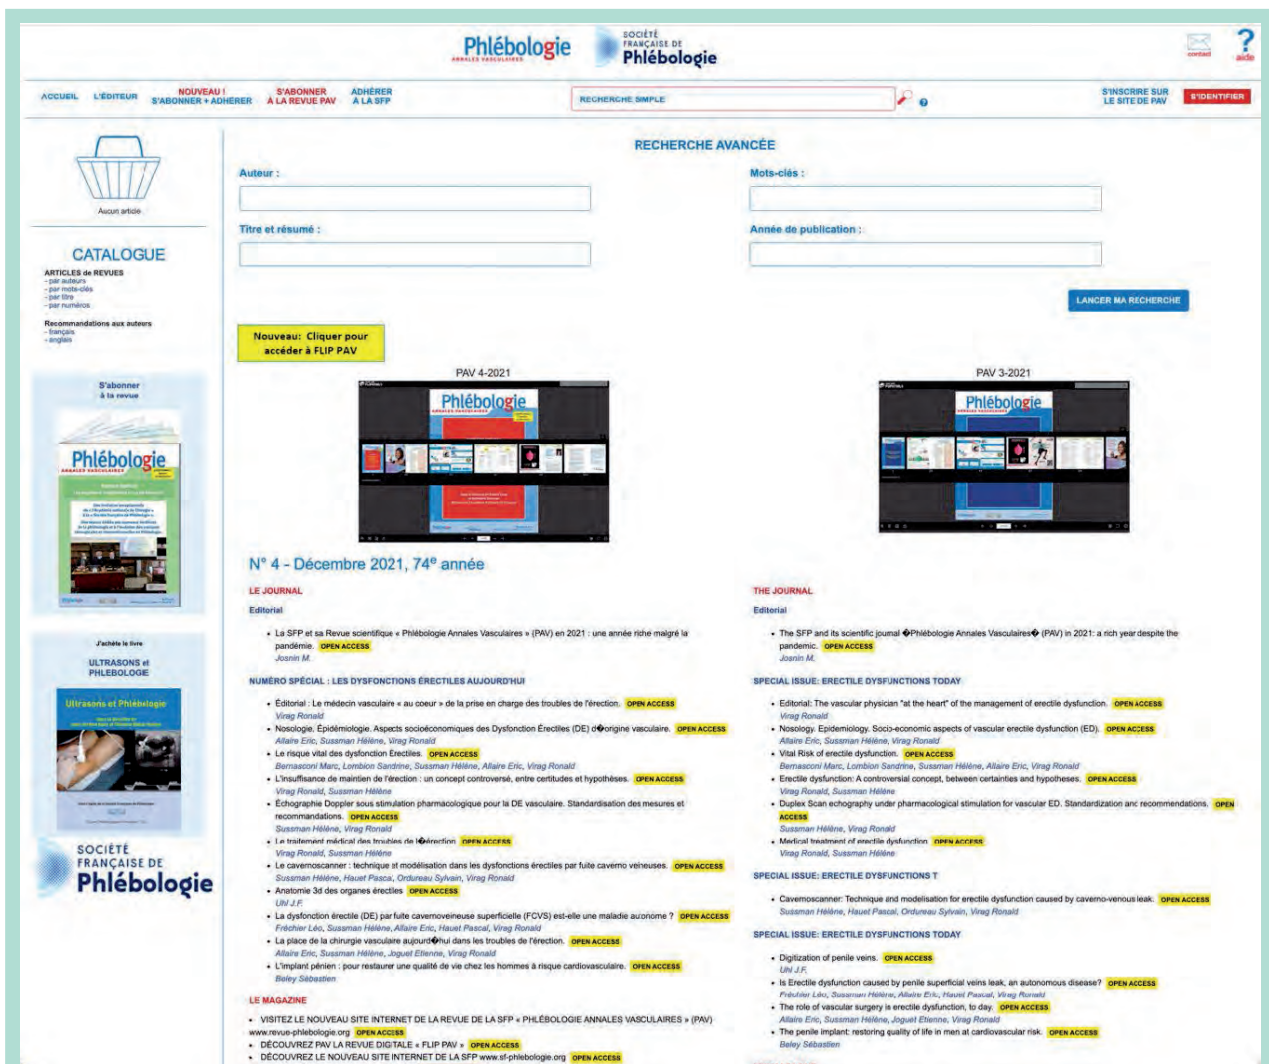 Phlébologie
ANNALES VASCULAIRES
SOCIÉTÉ
FRANÇAISE DE
Phlébologie
contact
?
aide
ACCUEIL
L'ÉDITEUR
NOUVEAU !
S'ABONNER + ADHÉRER
S'ABONNER
À LA REVUE PAV
ADHÉRER
À LA SFP
RECHERCHE SIMPLE
S'INSCRIRE SUR
LE SITE DE PAV
S'IDENTIFIER
Aucun article
CATALOGUE
ARTICLES de REVUES
- par auteurs
- par mots-clés
- par titre
- par numéros
Recommandations aux auteurs
- français
- anglais
S'abonner
à la revue
Phlébologie
ANNALES VASCULAIRES
J'achète le livre
ULTRASONS et
PHLEBOLOGIE
Ultrasons et Phlébologie
SOCIÉTÉ
FRANÇAISE DE
Phlébologie
RECHERCHE AVANCÉE
Auteur :
Mots-clés :
Titre et résumé :
Année de publication :
LANCER MA RECHERCHE
Nouveau: Cliquer pour
accéder à FLIP PAV
PAV 4-2021
Phlébologie
PAV 3-2021
Phlébologie
N° 4 - Décembre 2021, 74e année
LE JOURNAL
Editorial
• La SFP et sa Revue scientifique « Phlébologie Annales Vasculaires » (PAV) en 2021 : une année riche malgré la
pandémie. OPEN ACCESS
Josnin M.
NUMÉRO SPÉCIAL : LES DYSFONCTIONS ÉRECTILES AUJOURD'HUI
• Éditorial : Le médecin vasculaire « au coeur » de la prise en charge des troubles de l'érection. OPEN ACCESS
Virag Ronald
• Nosologie. Épidémiologie. Aspects socioéconomiques des Dysfonction Érectiles (DE) d�origine vasculaire. OPEN ACCESS
Allaire Eric, Sussman Hélène, Virag Ronald
• Le risque vital des dysfonction Érectiles. OPEN ACCESS
Bernasconi Marc, Lombion Sandrine, Sussman Hélène, Allaire Eric, Virag Ronald
• L'insuffisance de maintien de l'érection : un concept controversé, entre certitudes et hypothèses. OPEN ACCESS
Virag Ronald, Sussman Hélène
• Échographie Doppler sous stimulation pharmacologique pour la DE vasculaire. Standardisation des mesures et
recommandations. OPEN ACCESS
Sussman Hélène, Virag Ronald
• Le traitement médical des troubles de l�érection OPEN ACCESS
Virag Ronald, Sussman Hélène
• Le cavernoscanner : technique et modélisation dans les dysfonctions érectiles par fuite caverno veineuses. OPEN ACCESS
Sussman Hélène, Hauet Pascal, Ordureau Sylvain, Virag Ronald
• Anatomie 3d des organes érectiles OPEN ACCESS
Uhl J.F.
• La dysfonction érectile (DE) par fuite cavernoveineuse superficielle (FCVS) est-elle une maladie autonome ? OPEN ACCESS
Fréchier Léo, Sussman Hélène, Allaire Eric, Hauet Pascal, Virag Ronald
• La place de la chirurgie vasculaire aujourd�hui dans les troubles de l'érection. OPEN ACCESS
Allaire Eric, Sussman Hélène, Joguet Etienne, Virag Ronald
• L'implant pénien : pour restaurer une qualité de vie chez les hommes à risque cardiovasculaire. OPEN ACCESS
Beley Sébastien
LE MAGAZINE
• VISITEZ LE NOUVEAU SITE INTERNET DE LA REVUE DE LA SFP « PHLÉBOLOGIE ANNALES VASCULAIRES » (PAV)
www.revue-phlebologie.org OPEN ACCESS
• DÉCOUVREZ PAV LA REVUE DIGITALE « FLIP PAV » OPEN ACCESS
• DÉCOUVREZ LE NOUVEAU SITE INTERNET DE LA SFP www.sf-phlebologie.org OPEN ACCESS
THE JOURNAL
Editorial
• The SFP and its scientific journal �Phlébologie Annales Vasculaires� (PAV) in 2021: a rich year despite the
pandemic. OPEN ACCESS
Josnin M.
SPECIAL ISSUE: ERECTILE DYSFUNCTIONS TODAY
• Editorial: The vascular physician "at the heart" of the management of erectile dysfunction. OPEN ACCESS
Virag Ronald
• Nosology. Epidemiology. Socio-economic aspects of vascular erectile dysfunction (ED). OPEN ACCESS
Allaire Eric, Sussman Hélène, Virag Ronald
• Vital Risk of erectile dysfunction. OPEN ACCESS
Bernasconi Marc, Lombion Sandrine, Sussman Hélène, Allaire Eric, Virag Ronald
• Erectile dysfunction: A controversial concept, between certainties and hypotheses. OPEN ACCESS
Virag Ronald, Sussman Hélène
• Duplex Scan echography under pharmacological stimulation for vascular ED. Standardization and recommendations. OPEN
ACCESS
Sussman Hélène, Virag Ronald
• Medical treatment of erectile dysfunction OPEN ACCESS
Virag Ronald, Sussman Hélène
SPECIAL ISSUE: ERECTILE DYSFUNCTIONS T
• Cavernoscanner: Technique and modelisation for erectile dysfunction caused by caverno-venous leak. OPEN ACCESS
Sussman Hélène, Hauet Pascal, Ordureau Sylvain, Virag Ronald
SPECIAL ISSUE: ERECTILE DYSFUNCTIONS TODAY
• Digitization of penile veins. OPEN ACCESS
Uhl J.F.
• Is Erectile dysfunction caused by penile superficial veins leak, an autonomous disease? OPEN ACCESS
Fréchier Léo, Sussman Hélène, Allaire Eric, Hauet Pascal, Virag Ronald
• The role of vascular surgery is erectile dysfunction, to day. OPEN ACCESS
Allaire Eric, Sussman Hélène, Joguet Etienne, Virag Ronald
• The penile implant: restoring quality of life in men at cardiovascular risk. OPEN ACCESS
Beley Sébastien